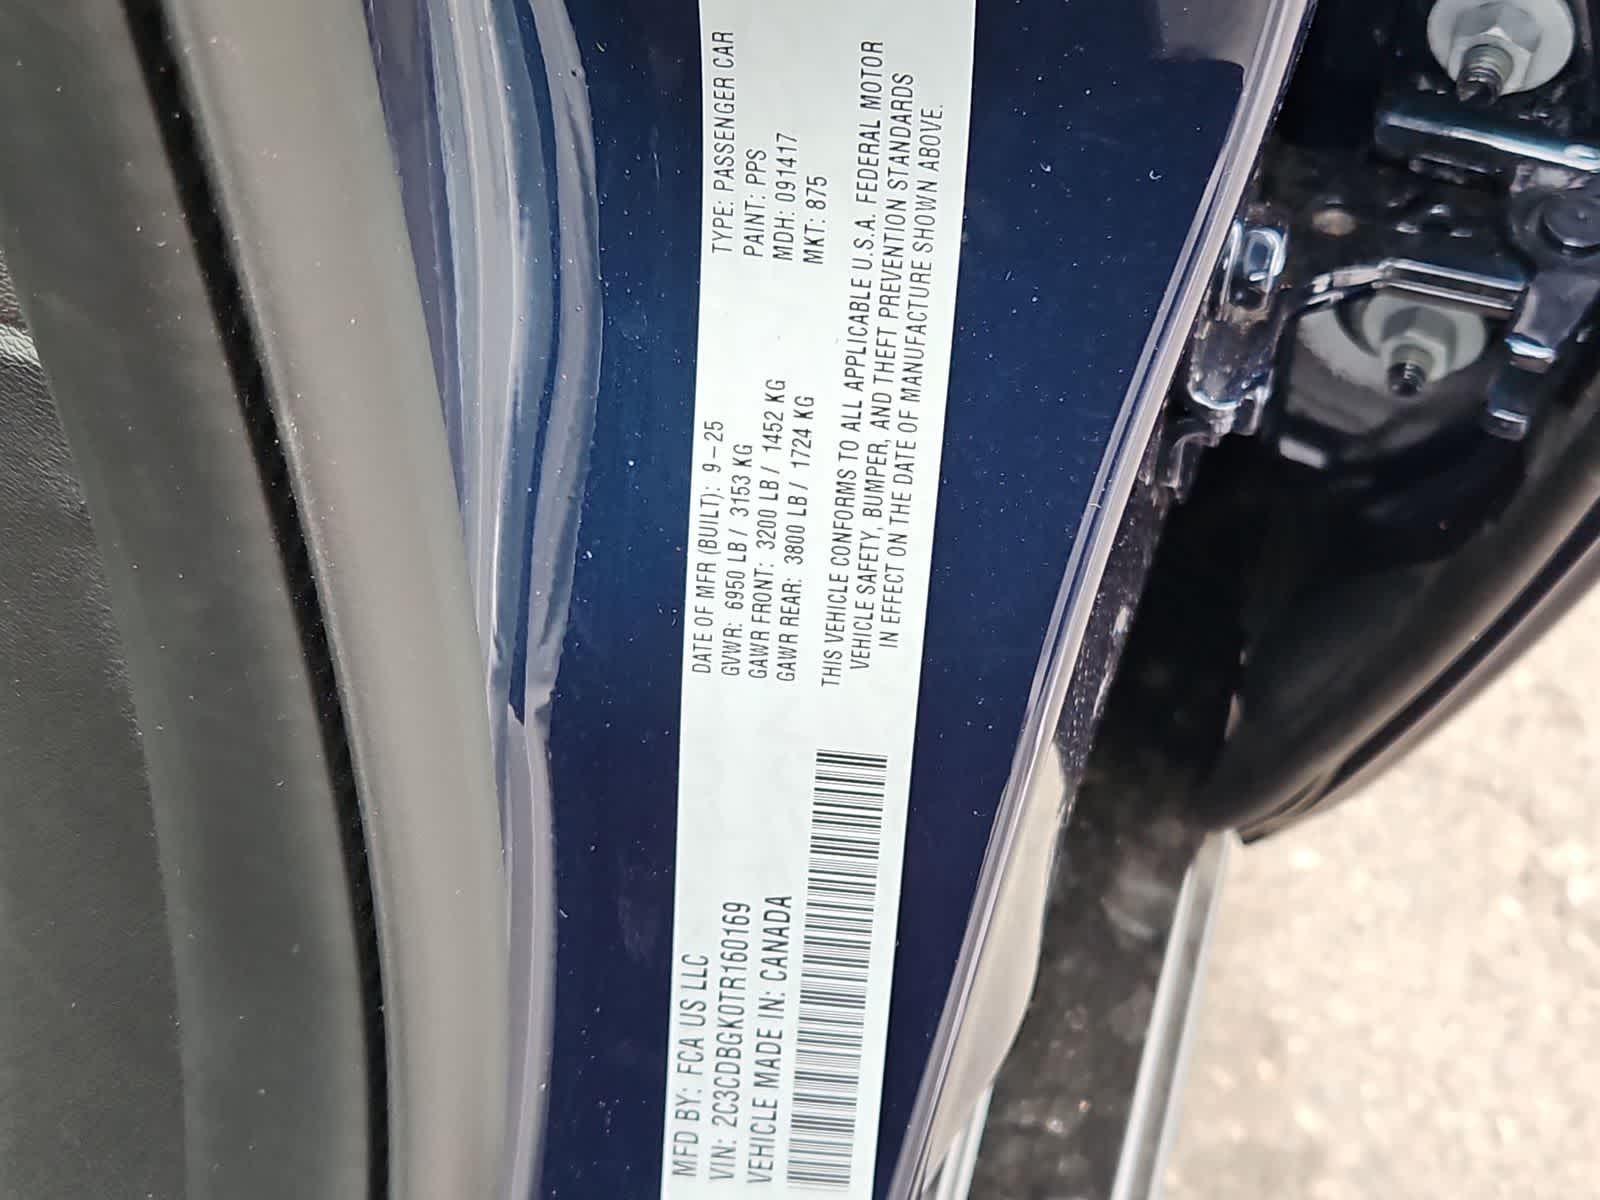 MFD BY: FCA US LLC
VIN: 2C3CDBGK0TR160169
VEHICLE MADE IN: CANADA
DATE OF MFR (BUILT): 9-25
GVWR: 6950 LB / 3153 KG
GAWR FRONT: 3200 LB / 1452 KG
GAWR REAR: 3800 LB / 1724 KG
TYPE: PASSENGER CAR
PAINT: PPS
MDH: 091417
MKT: 875
THIS VEHICLE CONFORMS TO ALL APPLICABLE U.S.A. FEDERAL MOTOR
VEHICLE SAFETY, BUMPER, AND THEFT PREVENTION STANDARDS
IN EFFECT ON THE DATE OF MANUFACTURE SHOWN ABOVE.